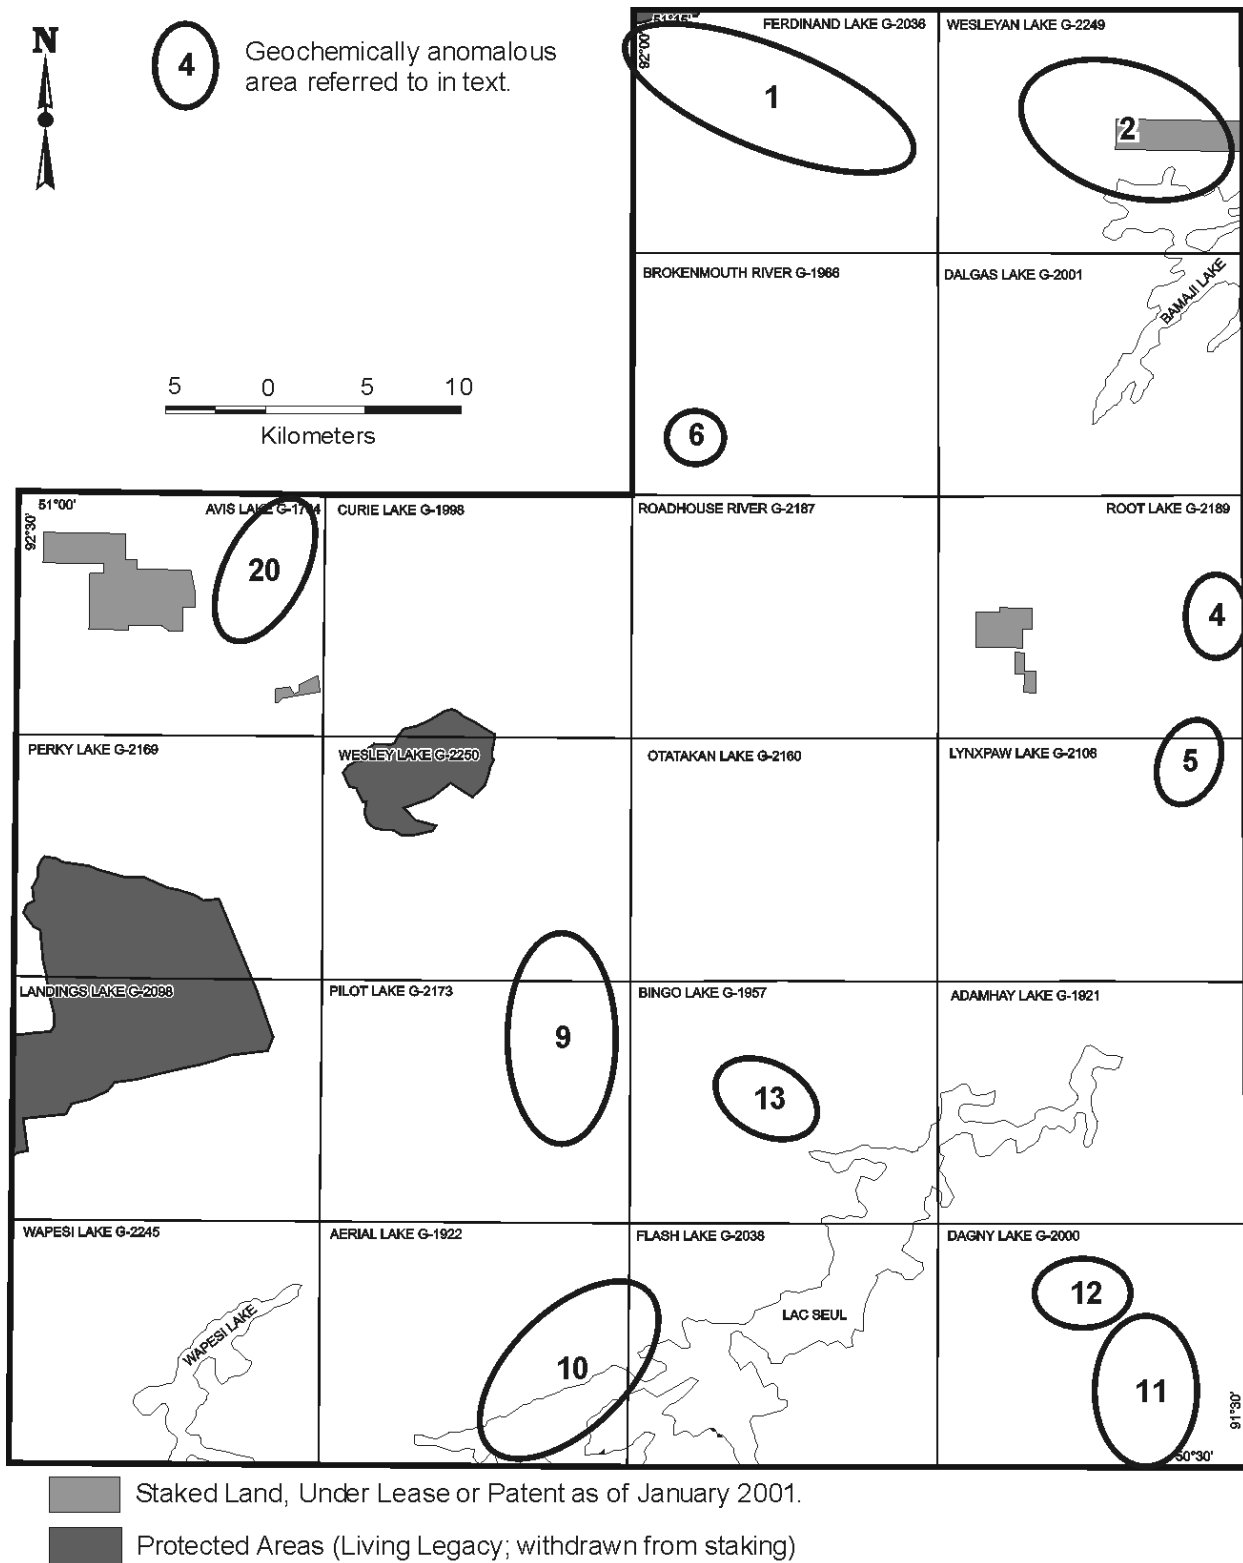 N
4
Geochemically anomalous
area referred to in text.
51°15'
92°00'
FERDINAND LAKE G-2036
WESLEYAN LAKE G-2249
1
2
BROKENMOUTH RIVER G-1966
DALGAS LAKE G-2001
BAMAJI LAKE
5 0 5 10
Kilometers
6
51°00'
92°30'
AVIS LAKE G-1784
CURIE LAKE G-1998
ROADHOUSE RIVER G-2187
ROOT LAKE G-2189
20
4
PERKY LAKE G-2169
WESLEY LAKE G-2250
OTATAKAN LAKE G-2160
LYNXPAW LAKE G-2106
5
LANDINGS LAKE G-2098
PILOT LAKE G-2173
BINGO LAKE G-1957
ADAMHAY LAKE G-1921
9
13
WAPESI LAKE G-2245
AERIAL LAKE G-1922
FLASH LAKE G-2038
DAGNY LAKE G-2000
12
WAPESI LAKE
LAC SEUL
10
11
91°30'
50°30'
Staked Land, Under Lease or Patent as of January 2001.
Protected Areas (Living Legacy; withdrawn from staking)